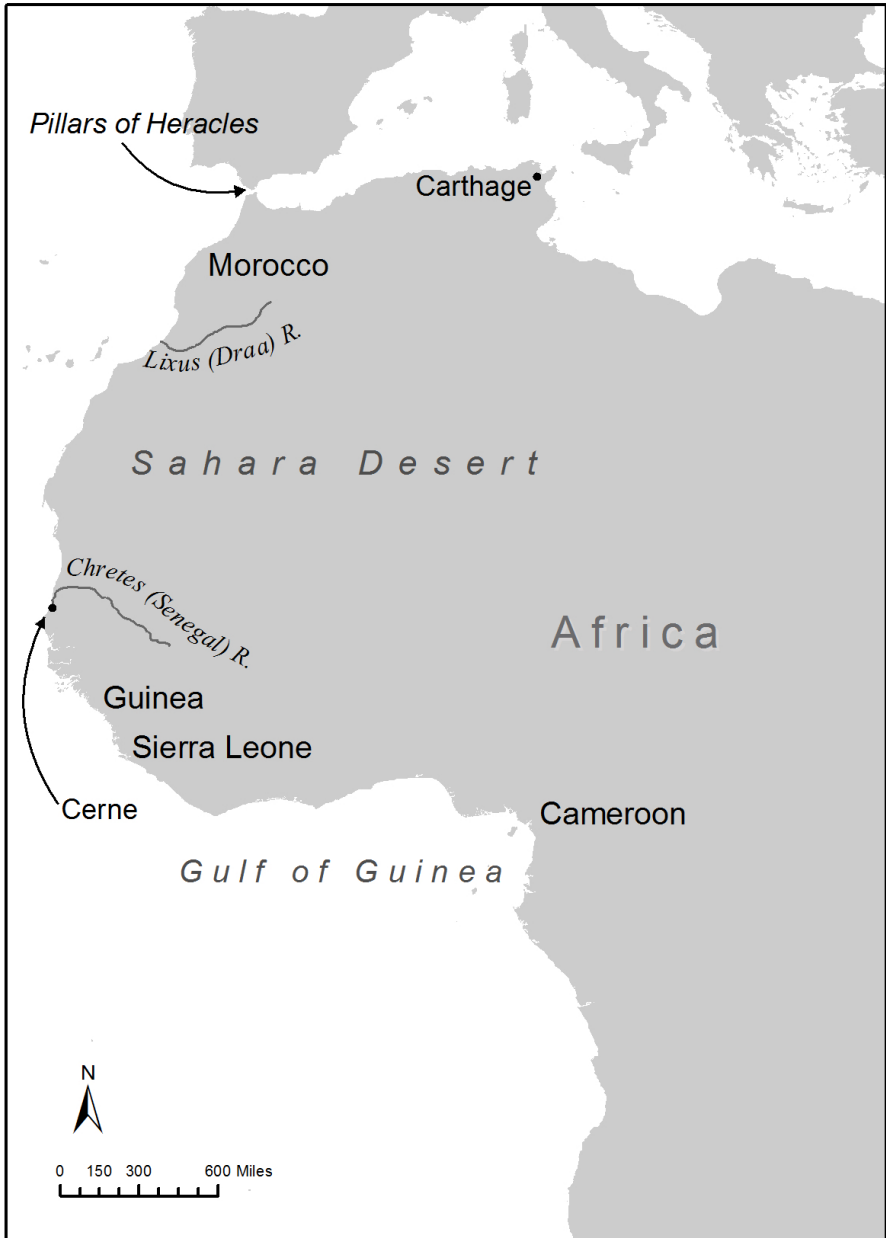 Pillars of Heracles
Carthage
Morocco
Lixus (Draa) R.
Sahara Desert
Chretes (Senegal) R.
Africa
Guinea
Sierra Leone
Cerne
Cameroon
Gulf of Guinea
N
0 150 300 600 Miles